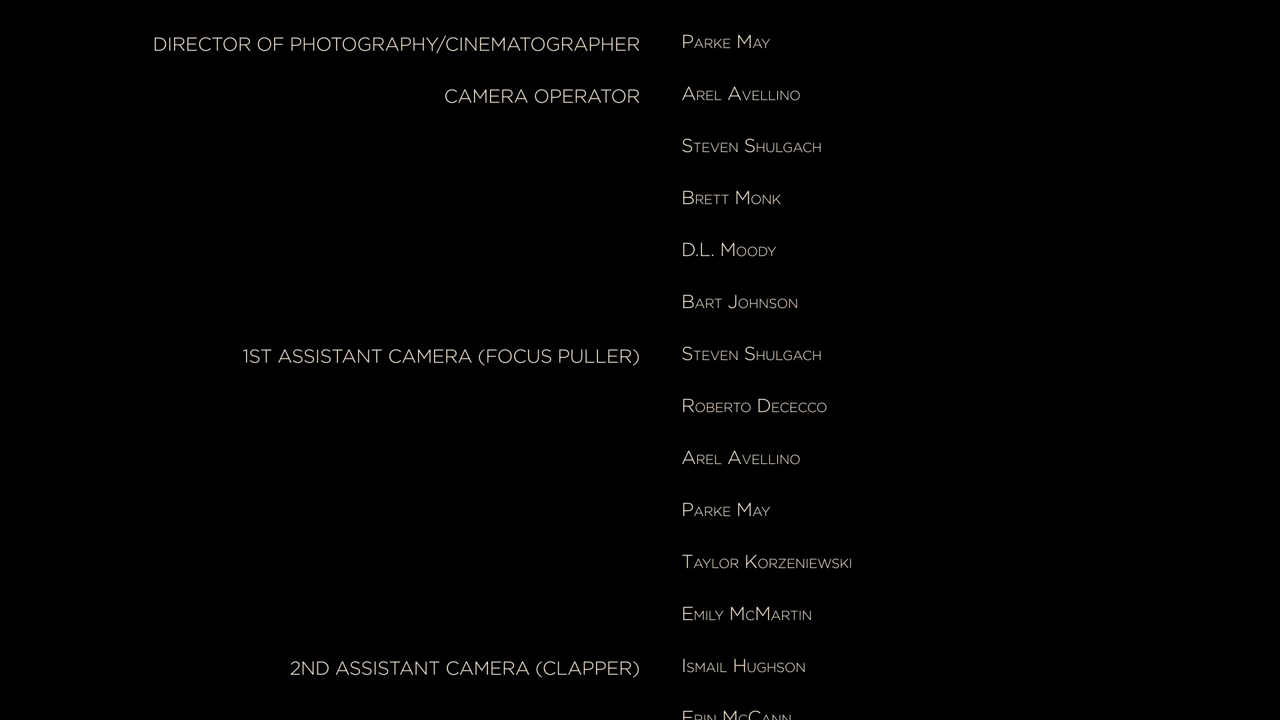 DIRECTOR OF PHOTOGRAPHY/CINEMATOGRAPHER Parke May
CAMERA OPERATOR Arel Avellino
Steven Shulgach
Brett Monk
D.L. Moody
Bart Johnson
1ST ASSISTANT CAMERA (FOCUS PULLER) Steven Shulgach
Roberto Dececco
Arel Avellino
Parke May
Taylor Korzeniewski
Emily McMartin
2ND ASSISTANT CAMERA (CLAPPER) Ismail Hughson
Erin McCann